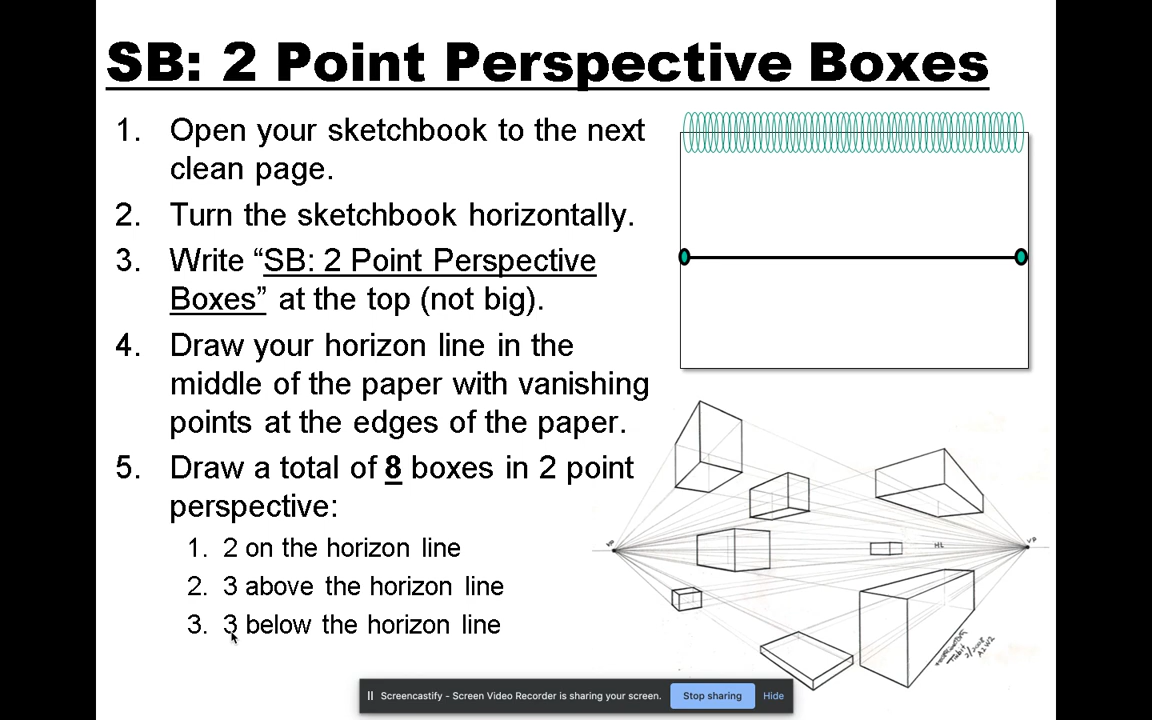 SB: 2 Point Perspective Boxes
1. Open your sketchbook to the next
clean page.
2. Turn the sketchbook horizontally.
3. Write “SB: 2 Point Perspective
Boxes” at the top (not big).
4. Draw your horizon line in the
middle of the paper with vanishing
points at the edges of the paper.
5. Draw a total of 8 boxes in 2 point
perspective:
1. 2 on the horizon line
2. 3 above the horizon line
3. 3 below the horizon line
VP
HL
VP
Screencastify - Screen Video Recorder is sharing your screen.
Stop sharing
Hide